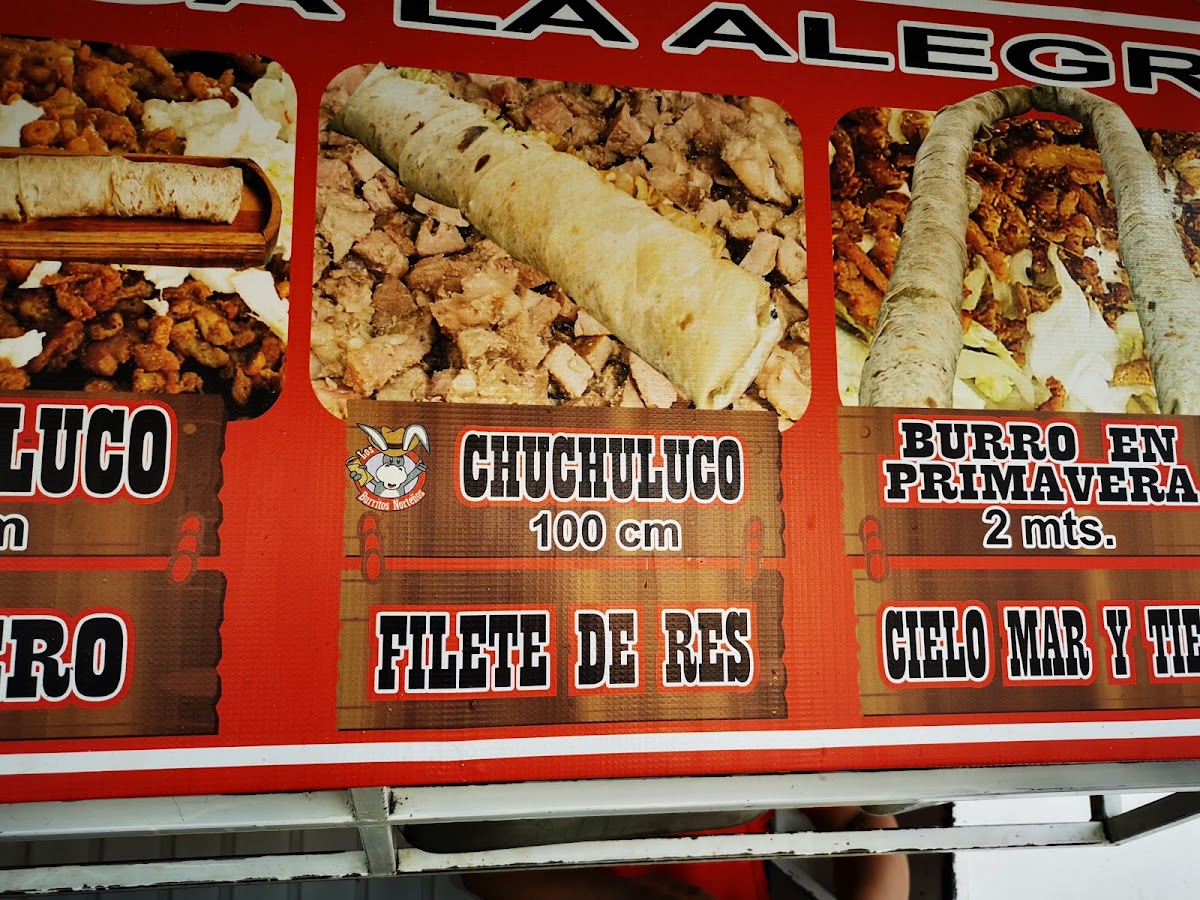 LA ALEGR
LUCO
m
ERO
Los
Burritos Norteños
CHUCHULUCO
100 cm
FILETE DE RES
BURRO EN
PRIMAVERA
2 mts.
CIELO MAR Y TIE